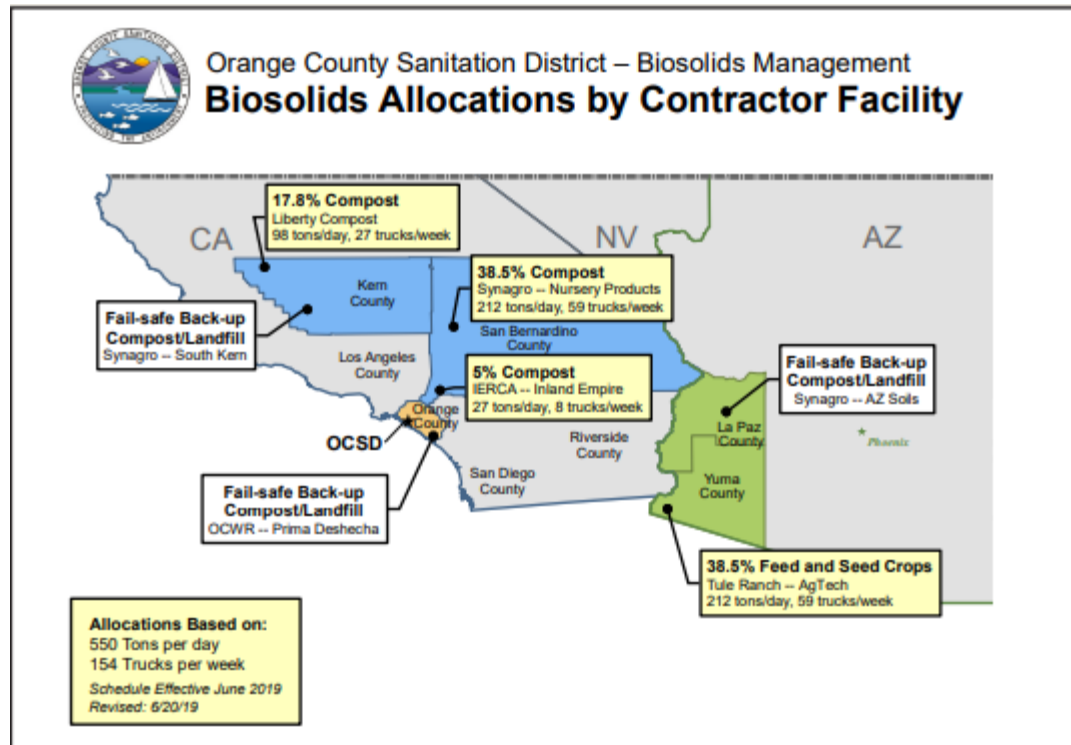 Orange County Sanitation District – Biosolids Management
Biosolids Allocations by Contractor Facility
17.8% Compost
Liberty Compost
98 tons/day, 27 trucks/week
CA
NV
AZ
38.5% Compost
Synagro -- Nursery Products
212 tons/day, 59 trucks/week
Kern
County
Fail-safe Back-up
Compost/Landfill
Synagro -- South Kern
San Bernardino
County
Los Angeles
County
5% Compost
IERCA -- Inland Empire
27 tons/day, 8 trucks/week
Fail-safe Back-up
Compost/Landfill
Synagro -- AZ Soils
Orange
County
OCSD
La Paz
County
Phoenix
Riverside
County
San Diego
County
Yuma
County
Fail-safe Back-up
Compost/Landfill
OCWR -- Prima Deshecha
38.5% Feed and Seed Crops
Tule Ranch -- AgTech
212 tons/day, 59 trucks/week
Allocations Based on:
550 Tons per day
154 Trucks per week
Schedule Effective June 2019
Revised: 6/20/19